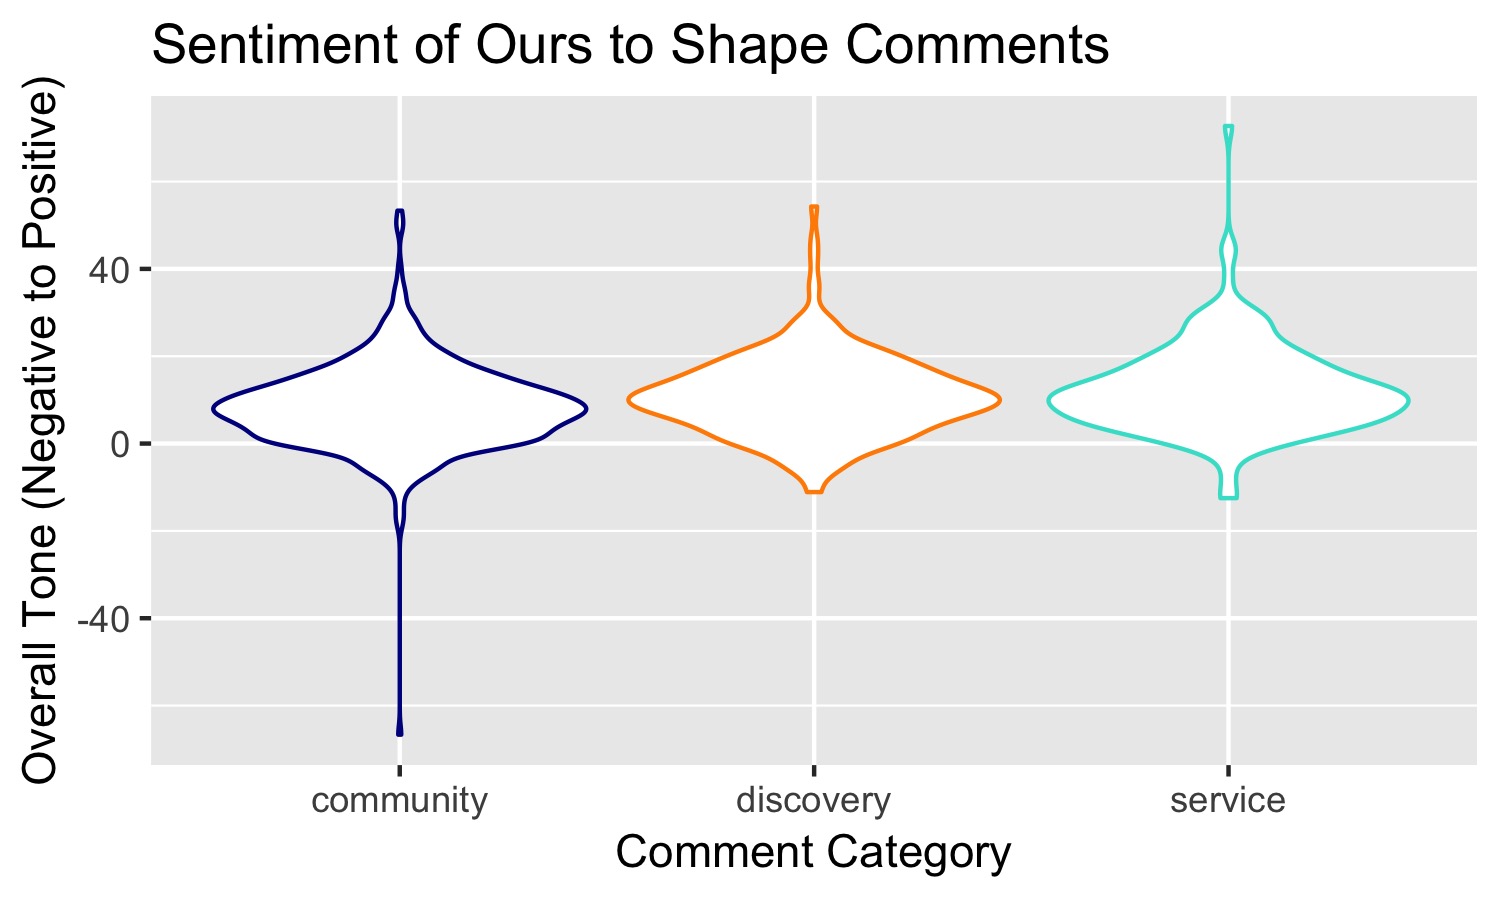 Sentiment of Ours to Shape Comments
Overall Tone (Negative to Positive)
40
0
-40
community
discovery
service
Comment Category